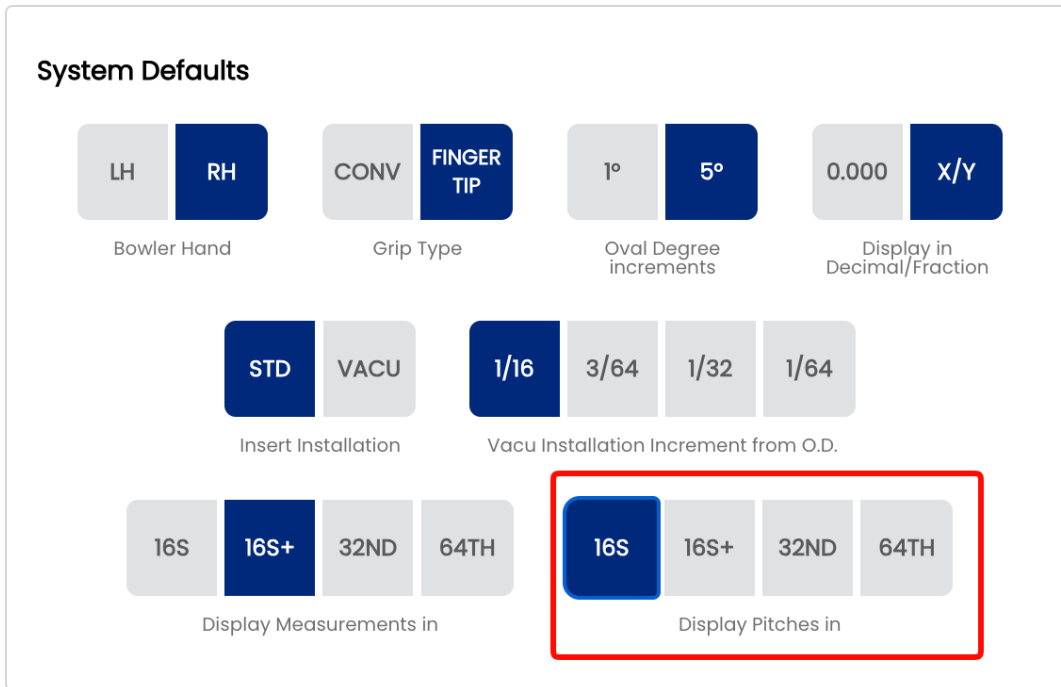 System Defaults
LH RH CONV FINGER TIP 1° 5° 0.000 X/Y
Bowler Hand Grip Type Oval Degree increments Display in Decimal/Fraction
STD VACU 1/16 3/64 1/32 1/64
Insert Installation Vacu Installation Increment from O.D.
16S 16S+ 32ND 64TH 16S 16S+ 32ND 64TH
Display Measurements in Display Pitches in